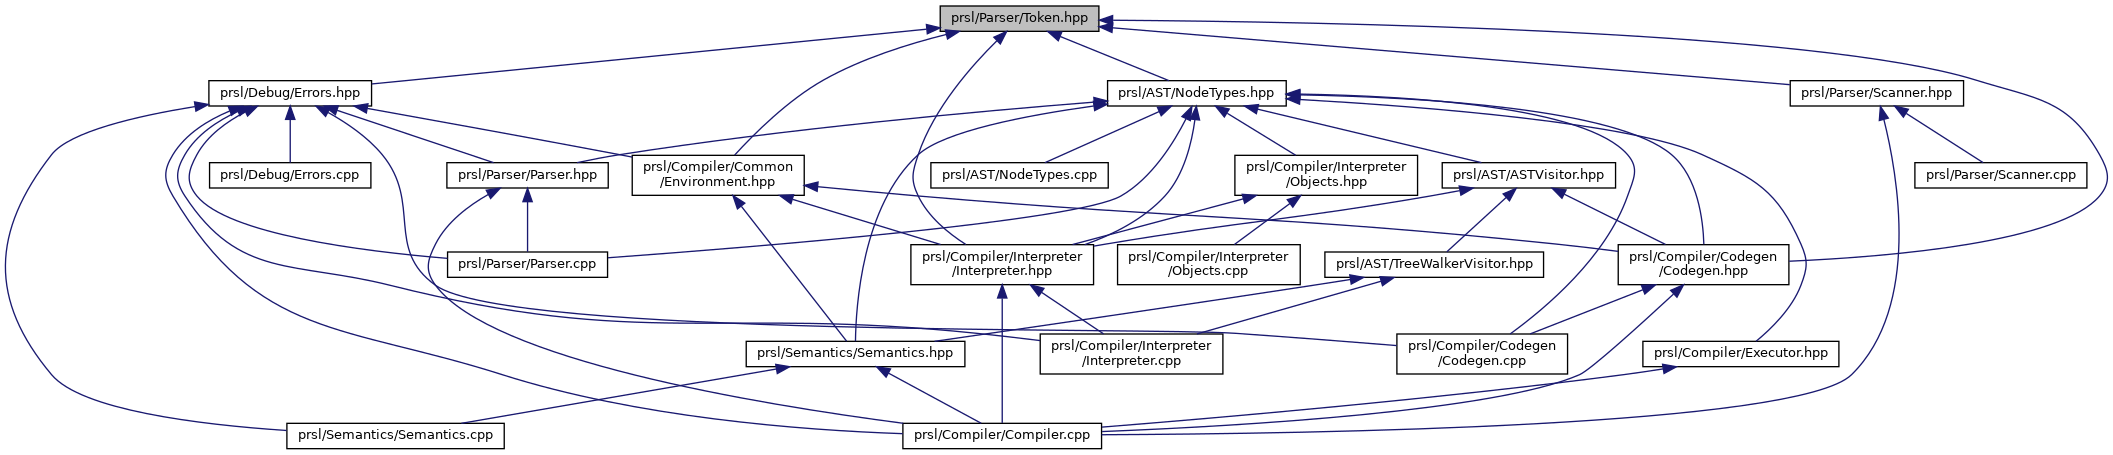 prsl/Parser/Token.hpp
prsl/Debug/Errors.hpp
prsl/AST/NodeTypes.hpp
prsl/Parser/Scanner.hpp
prsl/Debug/Errors.cpp
prsl/Parser/Parser.hpp
prsl/Compiler/Common
/Environment.hpp
prsl/AST/NodeTypes.cpp
prsl/Compiler/Interpreter
/Objects.hpp
prsl/AST/ASTVisitor.hpp
prsl/Parser/Scanner.cpp
prsl/Parser/Parser.cpp
prsl/Compiler/Interpreter
/Interpreter.hpp
prsl/Compiler/Interpreter
/Objects.cpp
prsl/AST/TreeWalkerVisitor.hpp
prsl/Compiler/Codegen
/Codegen.hpp
prsl/Semantics/Semantics.hpp
prsl/Compiler/Interpreter
/Interpreter.cpp
prsl/Compiler/Codegen
/Codegen.cpp
prsl/Compiler/Executor.hpp
prsl/Semantics/Semantics.cpp
prsl/Compiler/Compiler.cpp